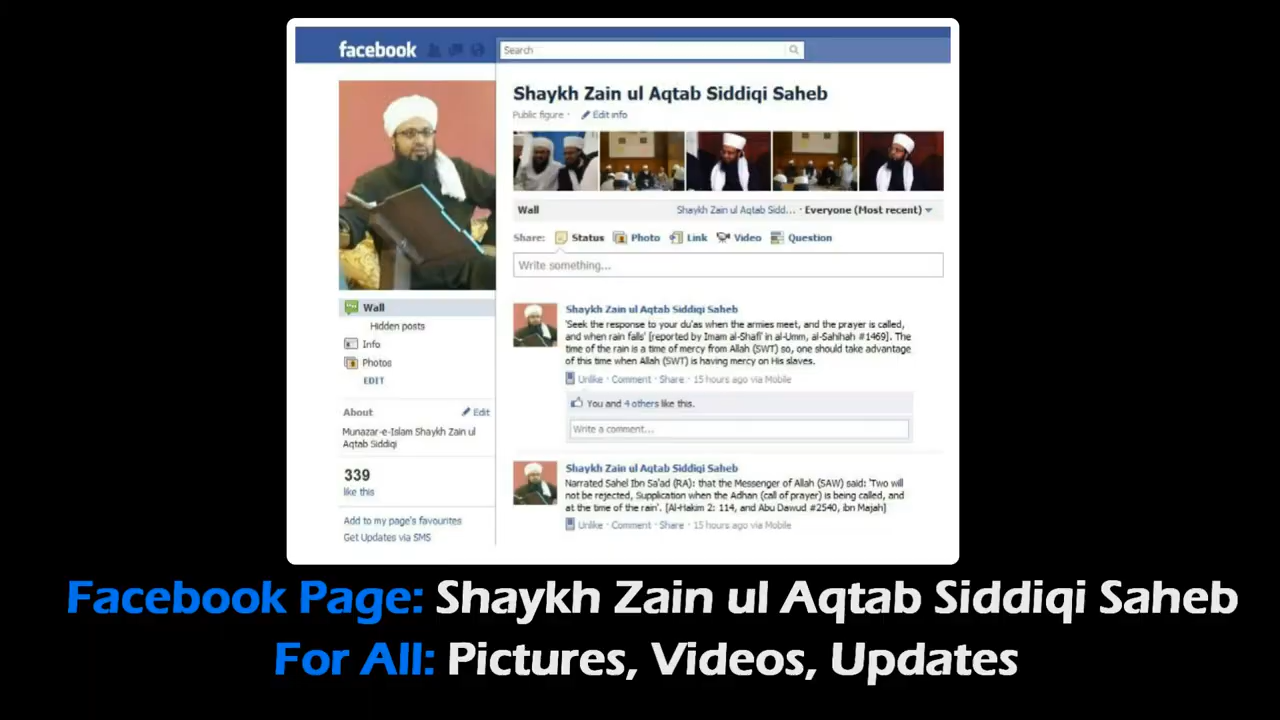 facebook
Search
Shaykh Zain ul Aqtab Siddiqi Saheb
Public figure · Edit info
Wall
Shaykh Zain ul Aqtab Sidd... · Everyone (Most recent)
Share: Status Photo Link Video Question
Write something...
Wall
Hidden posts
Info
Photos
EDIT
About
Edit
Munazar-e-Islam Shaykh Zain ul
Aqtab Siddiqi
339
like this
Add to my page's favourites
Get Updates via SMS
Shaykh Zain ul Aqtab Siddiqi Saheb
'Seek the response to your du'as when the armies meet, and the prayer is called,
and when rain falls' [reported by Imam al-Shafi' in al-Umm, al-Sahihah #1469]. The
time of the rain is a time of mercy from Allah (SWT) so, one should take advantage
of this time when Allah (SWT) is having mercy on His slaves.
Unlike · Comment · Share · 15 hours ago via Mobile
You and 4 others like this.
Write a comment...
Shaykh Zain ul Aqtab Siddiqi Saheb
Narrated Sahel Ibn Sa'ad (RA): that the Messenger of Allah (SAW) said: 'Two will
not be rejected, Supplication when the Adhan (call of prayer) is being called, and
at the time of the rain'. [Al-Hakim 2: 114, and Abu Dawud #2540, ibn Majah]
Unlike · Comment · Share · 15 hours ago via Mobile
Facebook Page: Shaykh Zain ul Aqtab Siddiqi Saheb
For All: Pictures, Videos, Updates